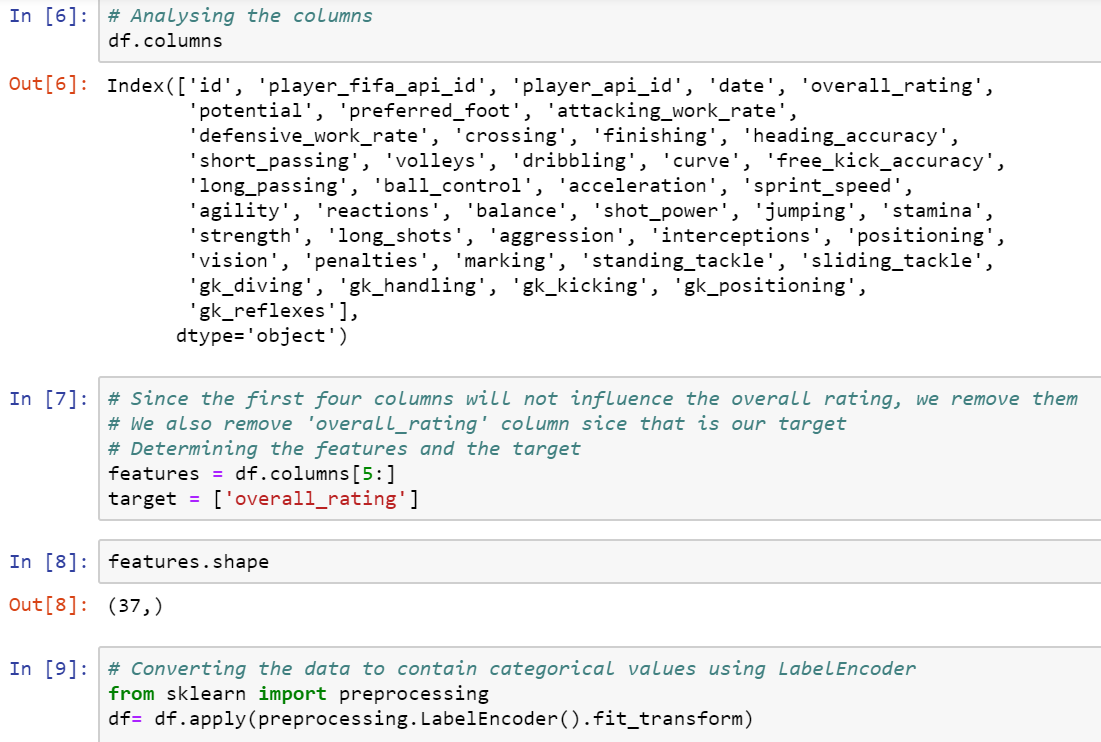 In [6]: # Analysing the columns
df.columns
Out[6]: Index(['id', 'player_fifa_api_id', 'player_api_id', 'date', 'overall_rating',
'potential', 'preferred_foot', 'attacking_work_rate',
'defensive_work_rate', 'crossing', 'finishing', 'heading_accuracy',
'short_passing', 'volleys', 'dribbling', 'curve', 'free_kick_accuracy',
'long_passing', 'ball_control', 'acceleration', 'sprint_speed',
'agility', 'reactions', 'balance', 'shot_power', 'jumping', 'stamina',
'strength', 'long_shots', 'aggression', 'interceptions', 'positioning',
'vision', 'penalties', 'marking', 'standing_tackle', 'sliding_tackle',
'gk_diving', 'gk_handling', 'gk_kicking', 'gk_positioning',
'gk_reflexes'],
dtype='object')
In [7]: # Since the first four columns will not influence the overall rating, we remove them
# We also remove 'overall_rating' column sice that is our target
# Determining the features and the target
features = df.columns[5:]
target = ['overall_rating']
In [8]: features.shape
Out[8]: (37,)
In [9]: # Converting the data to contain categorical values using LabelEncoder
from sklearn import preprocessing
df= df.apply(preprocessing.LabelEncoder().fit_transform)